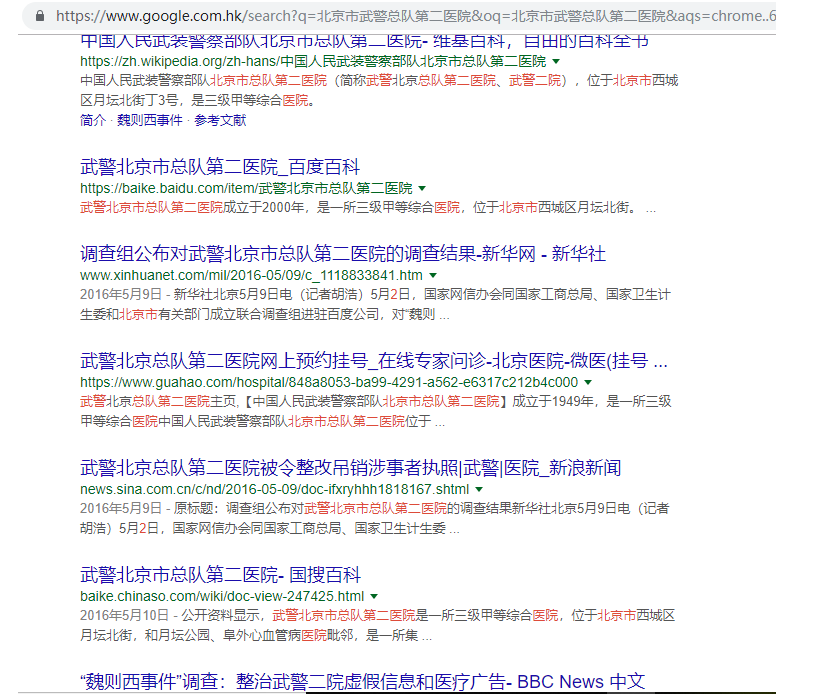 https://www.google.com.hk/search?q=北京市武警总队第二医院&oq=北京市武警总队第二医院&aqs=chrome..6
中国人民武装警察部队北京市总队第二医院- 维基百科，自由的百科全书
https://zh.wikipedia.org/zh-hans/中国人民武装警察部队北京市总队第二医院
中国人民武装警察部队北京市总队第二医院（简称武警北京总队第二医院、武警二院），位于北京市西城
区月坛北街丁3号，是三级甲等综合医院。
简介 · 魏则西事件 · 参考文献
武警北京市总队第二医院_百度百科
https://baike.baidu.com/item/武警北京市总队第二医院
武警北京市总队第二医院成立于2000年，是一所三级甲等综合医院，位于北京市西城区月坛北街。 ...
调查组公布对武警北京市总队第二医院的调查结果-新华网 - 新华社
www.xinhuanet.com/mil/2016-05/09/c_1118833841.htm
2016年5月9日 - 新华社北京5月9日电（记者胡浩）5月2日，国家网信办会同国家工商总局、国家卫生计
生委和北京市有关部门成立联合调查组进驻百度公司，对“魏则 ...
武警北京总队第二医院网上预约挂号_在线专家问诊-北京医院-微医(挂号 ...
https://www.guahao.com/hospital/848a8053-ba99-4291-a562-e6317c212b4c000
武警北京总队第二医院主页,【中国人民武装警察部队北京市总队第二医院】成立于1949年，是一所三级
甲等综合医院中国人民武装警察部队北京市总队第二医院位于 ...
武警北京总队第二医院被令整改吊销涉事者执照|武警|医院_新浪新闻
news.sina.com.cn/c/nd/2016-05-09/doc-ifxryhhh1818167.shtml
2016年5月9日 - 原标题：调查组公布对武警北京市总队第二医院的调查结果新华社北京5月9日电（记者
胡浩）5月2日，国家网信办会同国家工商总局、国家卫生计生委 ...
武警北京市总队第二医院- 国搜百科
baike.chinaso.com/wiki/doc-view-247425.html
2016年5月10日 - 公开资料显示，武警北京市总队第二医院是一所三级甲等综合医院，位于北京市西城区
月坛北街，和月坛公园、阜外心血管病医院毗邻，是一所集 ...
“魏则西事件”调查：整治武警二院虚假信息和医疗广告- BBC News 中文